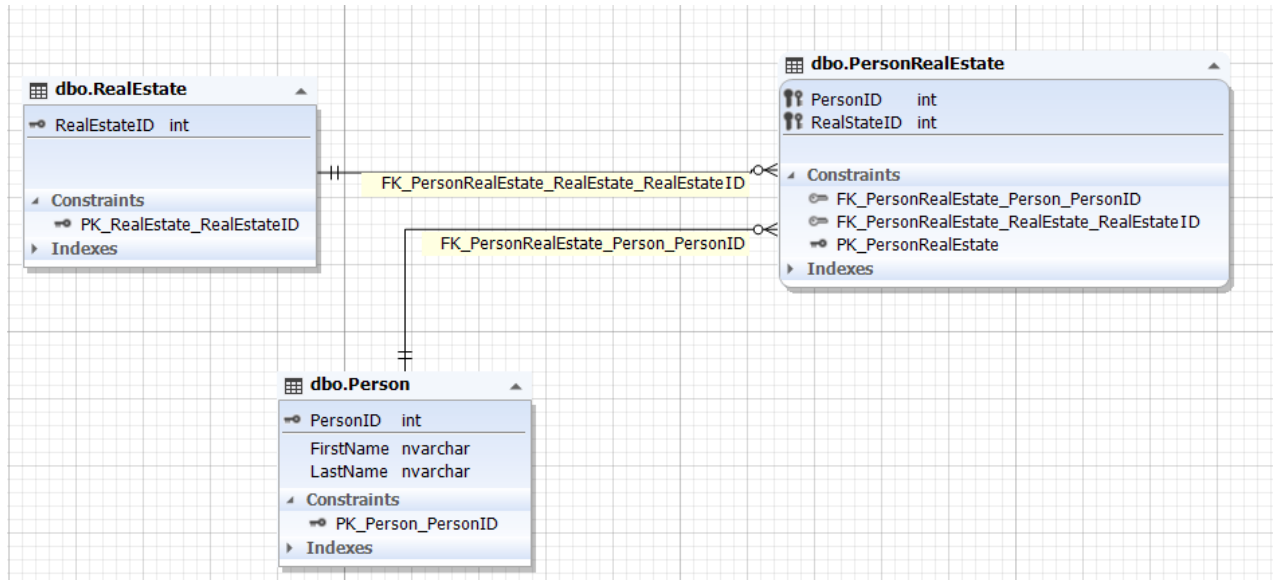 dbo.RealEstate
RealEstateID int
Constraints
PK_RealEstate_RealEstateID
Indexes
FK_PersonRealEstate_RealEstate_RealEstateID
FK_PersonRealEstate_Person_PersonID
dbo.PersonRealEstate
PersonID int
RealStateID int
Constraints
FK_PersonRealEstate_Person_PersonID
FK_PersonRealEstate_RealEstate_RealEstateID
PK_PersonRealEstate
Indexes
dbo.Person
PersonID int
FirstName nvarchar
LastName nvarchar
Constraints
PK_Person_PersonID
Indexes